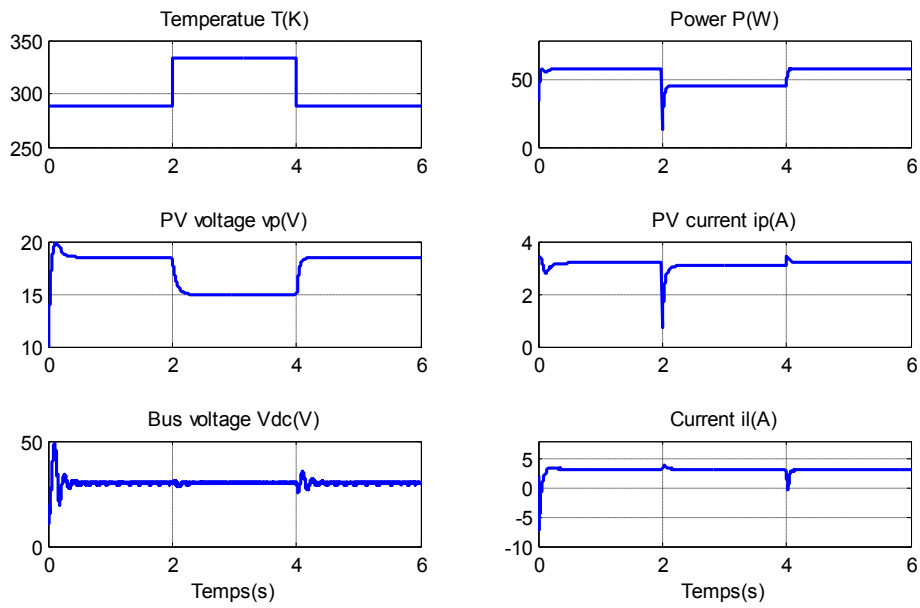 Temperatue T(K)
350
300
250
0 2 4 6
Power P(W)
50
0
0 2 4 6
PV voltage vp(V)
20
15
10
0 2 4 6
PV current ip(A)
4
2
0
0 2 4 6
Bus voltage Vdc(V)
50
0
0 2 4 6
Temps(s)
Current il(A)
5
0
-5
-10
0 2 4 6
Temps(s)